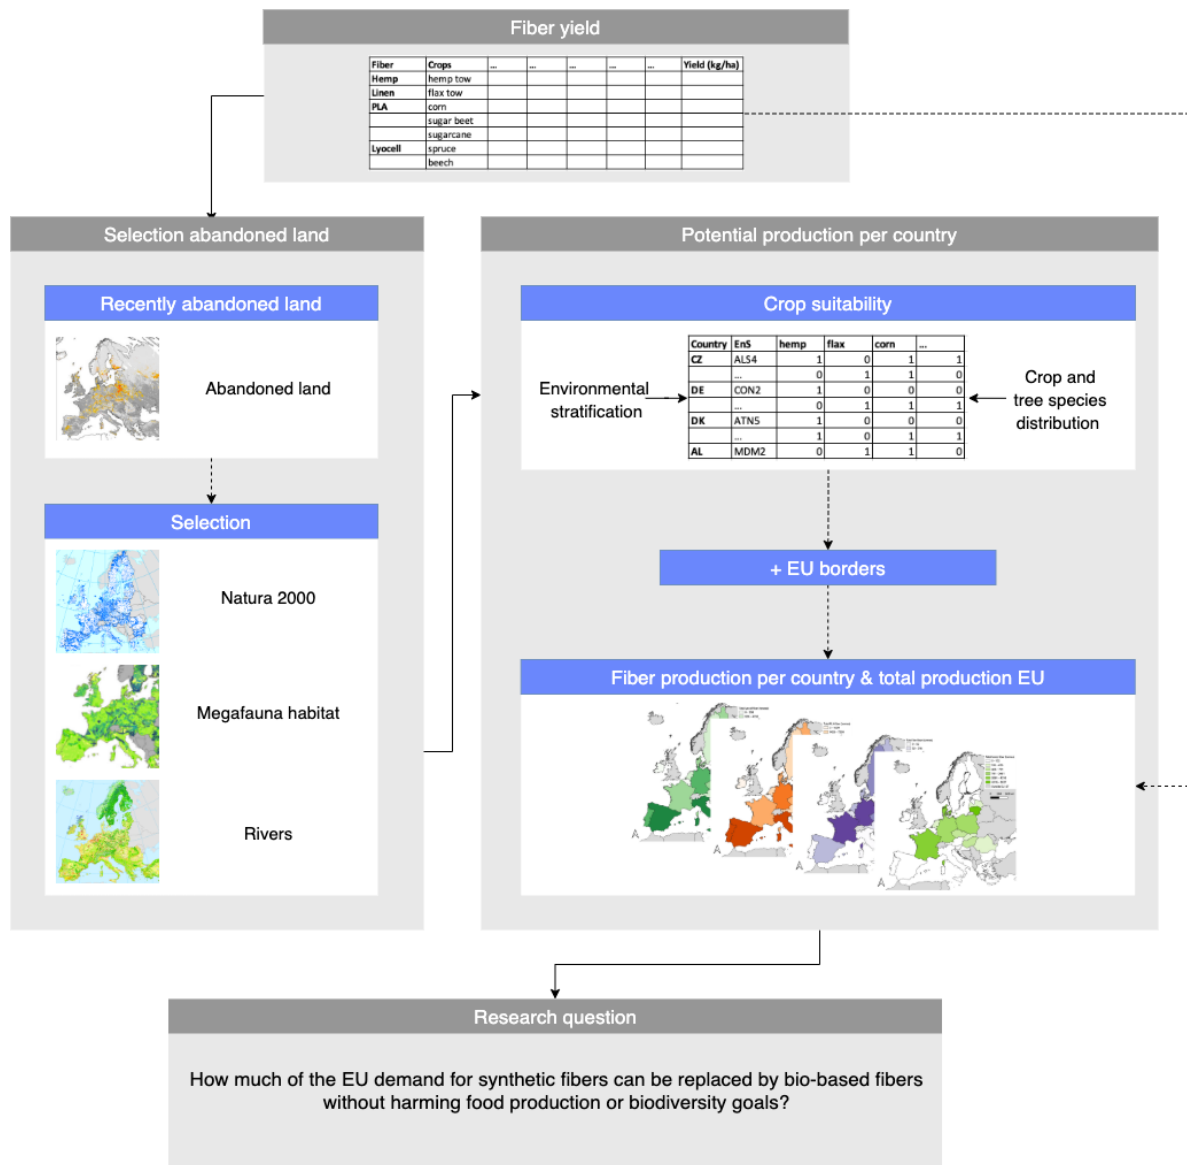 Fiber yield
Fiber Crops ... ... ... ... ... Yield (kg/ha)
Hemp hemp tow
Linen flax tow
PLA corn
sugar beet
sugarcane
Lyocell spruce
beech
Selection abandoned land
Recently abandoned land
Abandoned land
Selection
Natura 2000
Megafauna habitat
Rivers
Potential production per country
Crop suitability
Environmental
stratification
Country EnS hemp flax corn ...
CZ ALS4 1 0 1 1
... 0 1 1 0
DE CON2 1 0 0 0
... 0 1 1 1
DK ATN5 1 0 0 0
... 1 0 1 1
AL MDM2 0 1 1 0
Crop and
tree species
distribution
+ EU borders
Fiber production per country & total production EU
A
A
A
A
Research question
How much of the EU demand for synthetic fibers can be replaced by bio-based fibers
without harming food production or biodiversity goals?